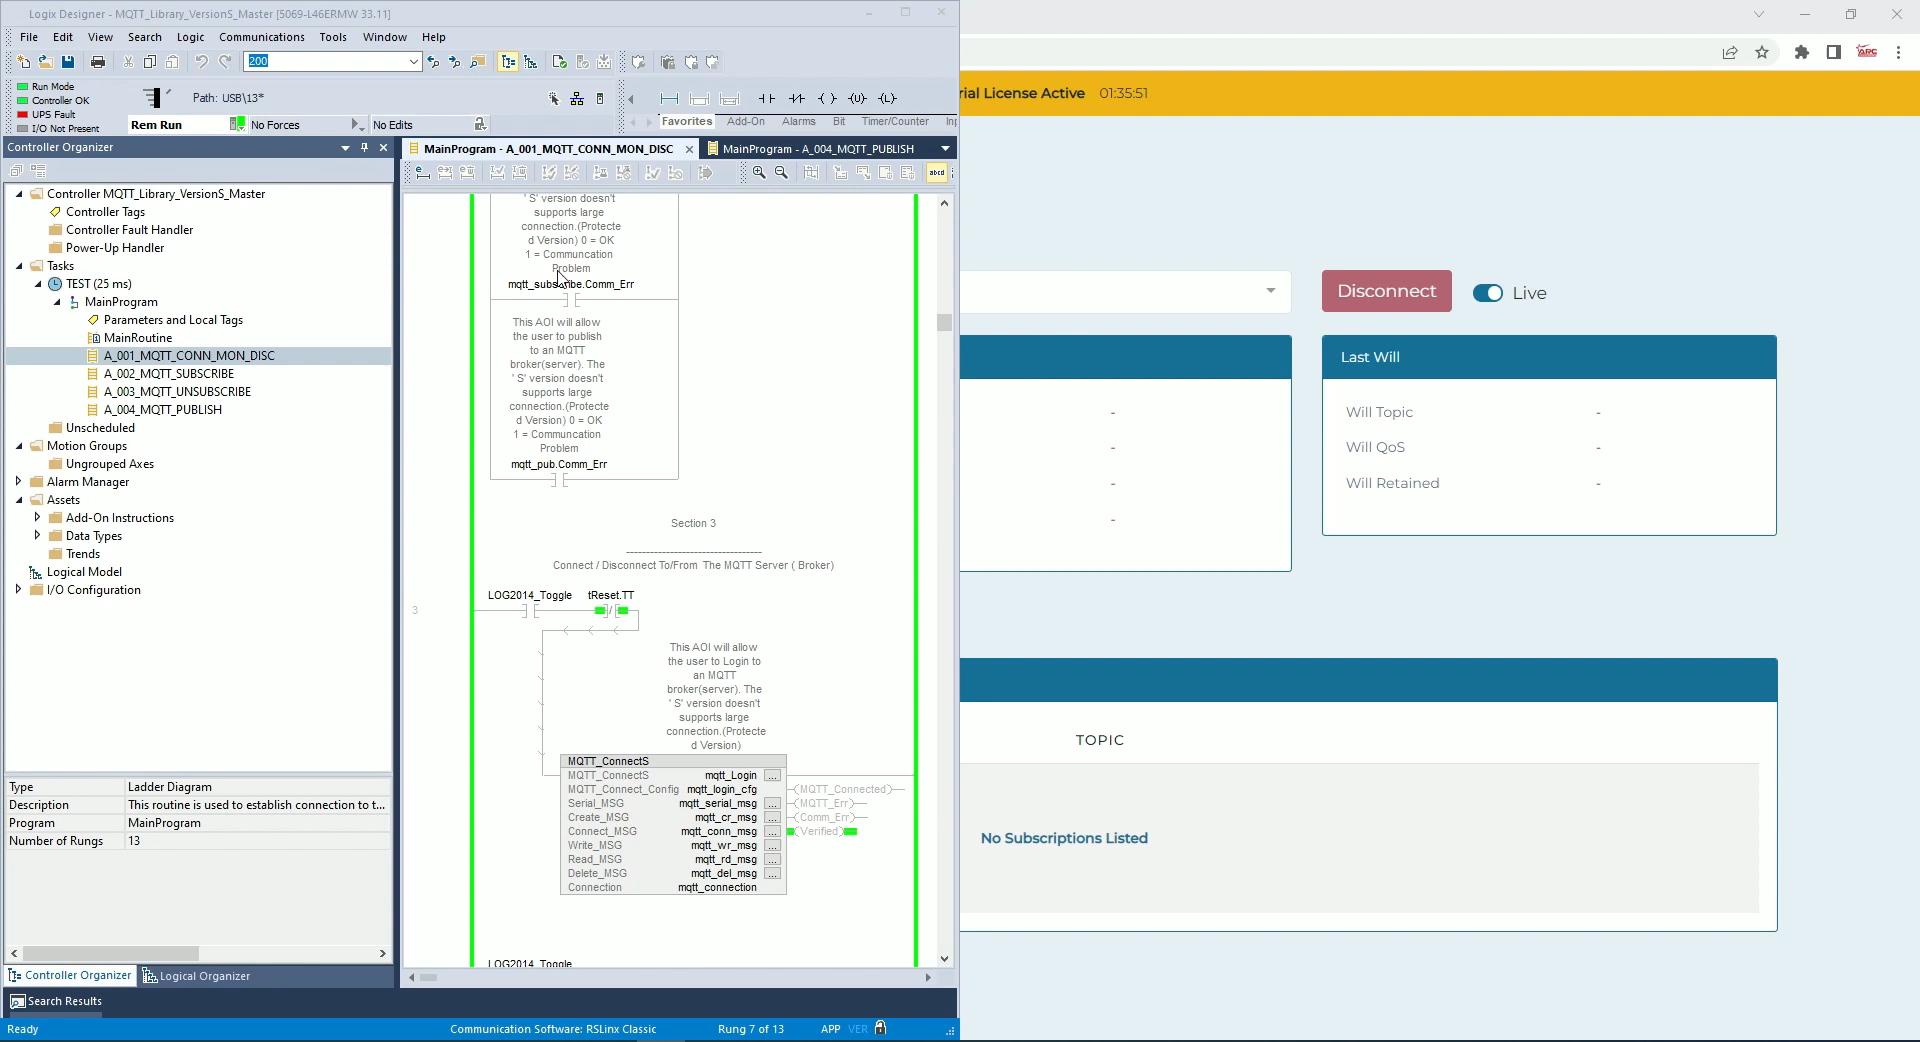 Logix Designer - MQTT_Library_VersionS_Master [5069-L46ERMW 33.11]
File Edit View Search Logic Communications Tools Window Help
200
Run Mode
Controller OK
UPS Fault
I/O Not Present
Path: USB\13*
Rem Run No Forces No Edits
Favorites Add-On Alarms Bit Timer/Counter
Controller Organizer
Controller MQTT_Library_VersionS_Master
Controller Tags
Controller Fault Handler
Power-Up Handler
Tasks
TEST (25 ms)
MainProgram
Parameters and Local Tags
MainRoutine
A_001_MQTT_CONN_MON_DISC
A_002_MQTT_SUBSCRIBE
A_003_MQTT_UNSUBSCRIBE
A_004_MQTT_PUBLISH
Unscheduled
Motion Groups
Ungrouped Axes
Alarm Manager
Assets
Add-On Instructions
Data Types
Trends
Logical Model
I/O Configuration
Type Ladder Diagram
Description This routine is used to establish connection to t...
Program MainProgram
Number of Rungs 13
Controller Organizer Logical Organizer
Search Results
Ready
Communication Software: RSLinx Classic
Rung 7 of 13
APP VER
MainProgram - A_001_MQTT_CONN_MON_DISC
MainProgram - A_004_MQTT_PUBLISH
abcd
' S' version doesn't
supports large
connection.(Protecte
d Version) 0 = OK
1 = Communcation
Problem
mqtt_subscribe.Comm_Err
This AOI will allow
the user to publish
to an MQTT
broker(server). The
' S' version doesn't
supports large
connection.(Protecte
d Version) 0 = OK
1 = Communcation
Problem
mqtt_pub.Comm_Err
Section 3
Connect / Disconnect To/From The MQTT Server ( Broker)
LOG2014_Toggle tReset.TT
3
This AOI will allow
the user to Login to
an MQTT
broker(server). The
' S' version doesn't
supports large
connection.(Protecte
d Version)
MQTT_ConnectS
MQTT_ConnectS mqtt_Login ...
MQTT_Connect_Config mqtt_login_cfg (MQTT_Connected)
Serial_MSG mqtt_serial_msg ... (MQTT_Err)
Create_MSG mqtt_cr_msg ... (Comm_Err)
Connect_MSG mqtt_conn_msg ... (Verified)
Write_MSG mqtt_wr_msg ...
Read_MSG mqtt_rd_msg ...
Delete_MSG mqtt_del_msg ...
Connection mqtt_connection
LOG2014_Toggle
ARC
rial License Active 01:35:51
Disconnect Live
Last Will
Will Topic -
Will QoS -
Will Retained -
-
-
-
-
TOPIC
No Subscriptions Listed